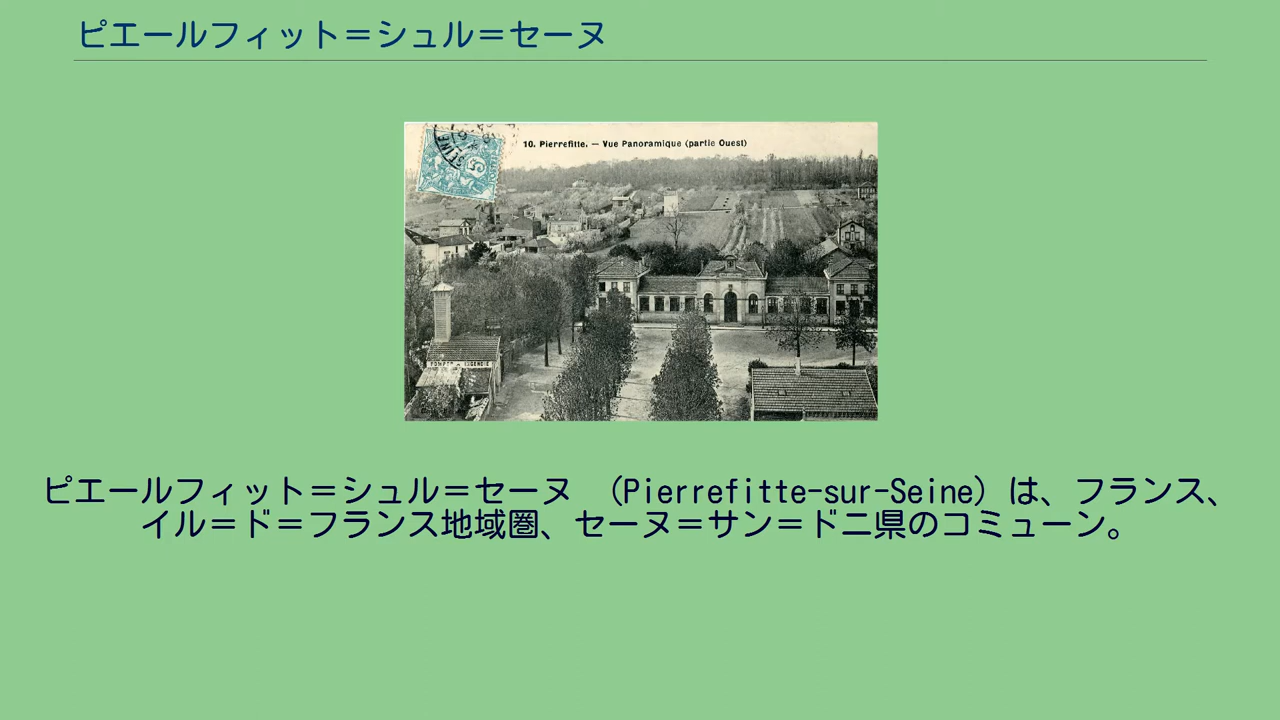 ピエールフィット＝シュル＝セーヌ
10. Pierrefitte. — Vue Panoramique (partie Ouest)
ピエールフィット＝シュル＝セーヌ （Pierrefitte-sur-Seine）は、フランス、
イル＝ド＝フランス地域圏、セーヌ＝サン＝ドニ県のコミューン。